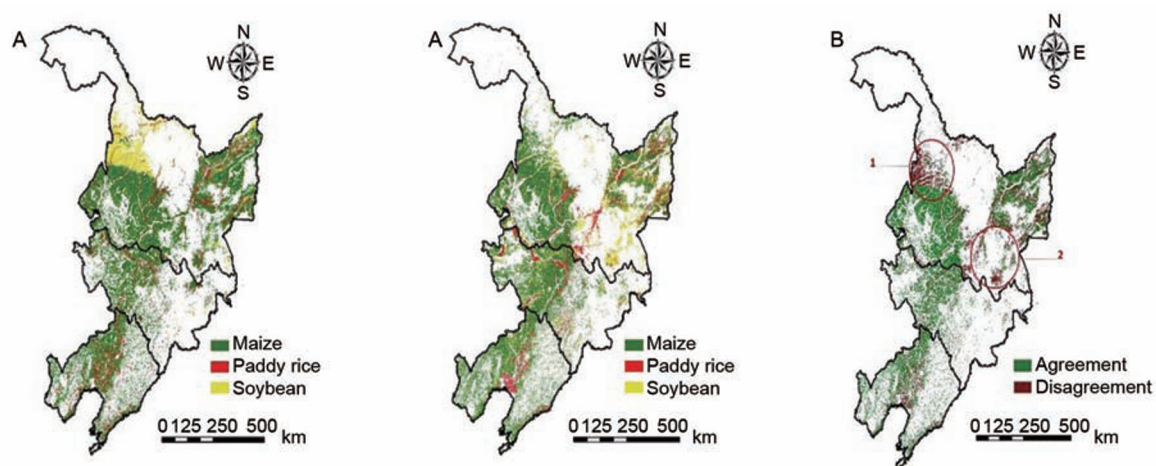 A
N
W E
S
Maize
Paddy rice
Soybean
0 125 250 500
km
A
N
W E
S
Maize
Paddy rice
Soybean
0 125 250 500
km
B
N
W E
S
1
2
Agreement
Disagreement
0 125 250 500
km